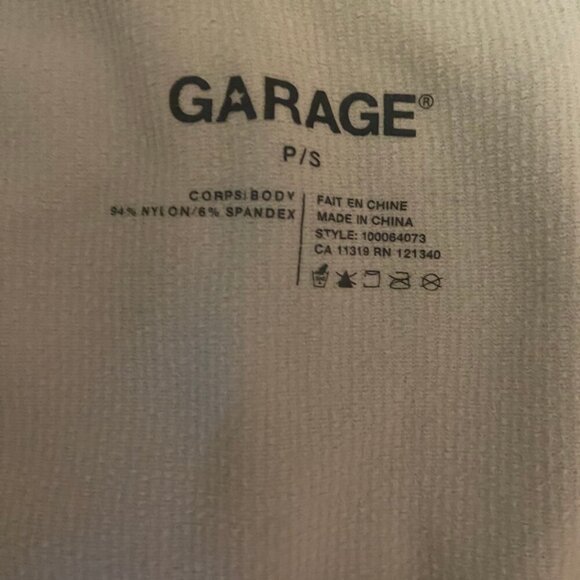 GARAGE®
P/S
CORPS:BODY
94% NYLON/6% SPANDEX
FAIT EN CHINE
MADE IN CHINA
STYLE: 100064073
CA 11319 RN 121340